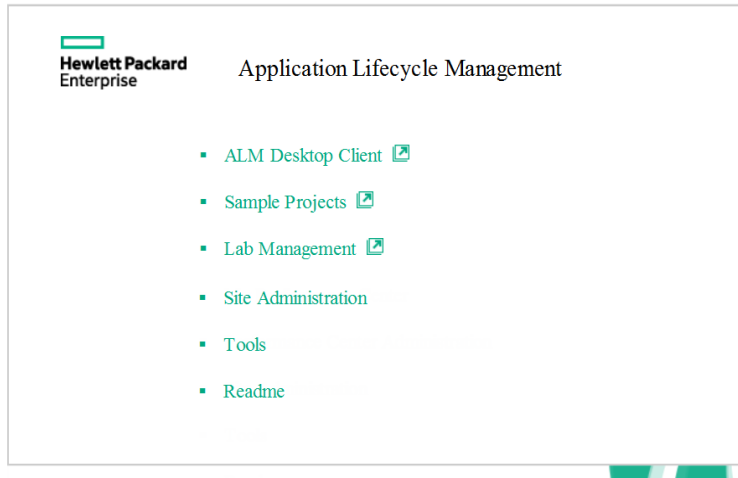 Hewlett Packard
Enterprise
Application Lifecycle Management
ALM Desktop Client
Sample Projects
Lab Management
Site Administration
Tools
Readme